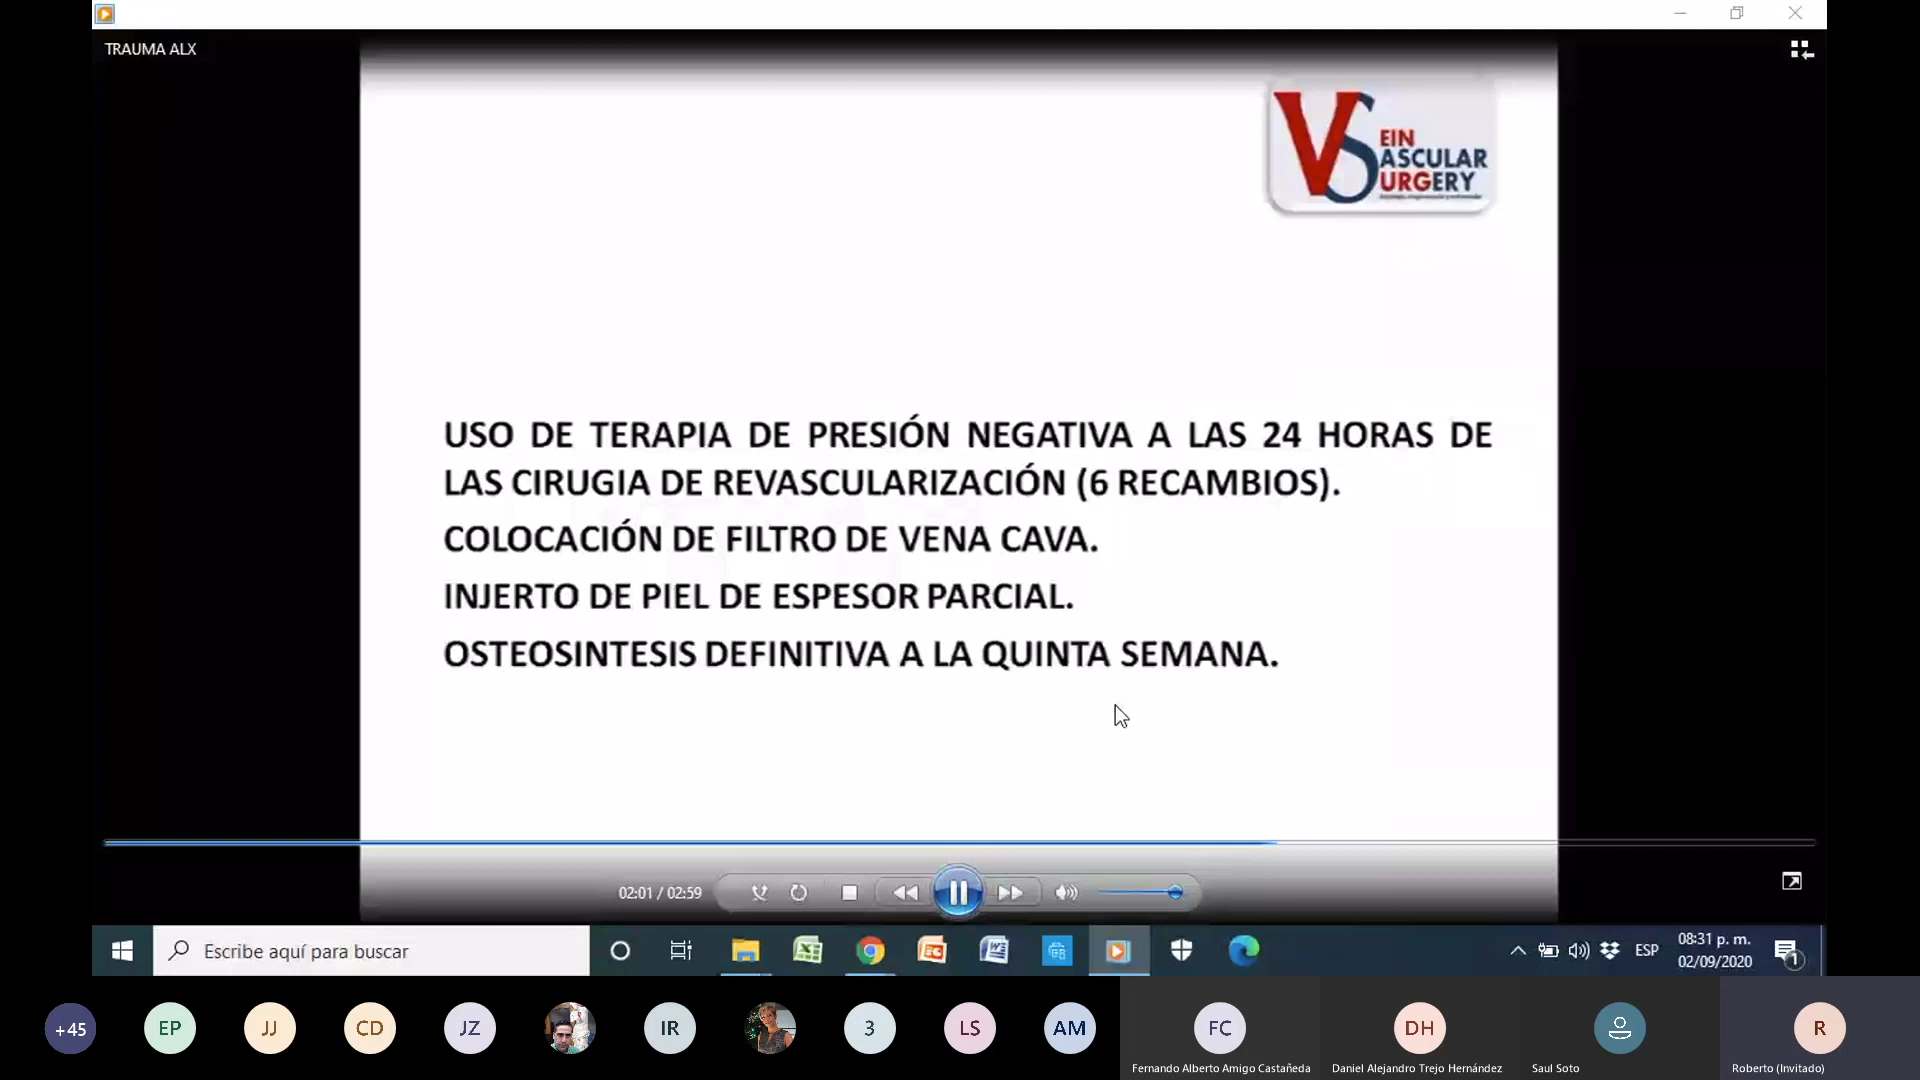 TRAUMA ALX
VS
EIN
ASCULAR
URGERY
USO DE TERAPIA DE PRESIÓN NEGATIVA A LAS 24 HORAS DE
LAS CIRUGIA DE REVASCULARIZACIÓN (6 RECAMBIOS).
COLOCACIÓN DE FILTRO DE VENA CAVA.
INJERTO DE PIEL DE ESPESOR PARCIAL.
OSTEOSINTESIS DEFINITIVA A LA QUINTA SEMANA.
02:01 / 02:59
Escribe aquí para buscar
ESP
08:31 p. m.
02/09/2020
1
+45
EP
JJ
CD
JZ
IR
3
LS
AM
FC
DH
R
Fernando Alberto Amigo Castañeda
Daniel Alejandro Trejo Hernández
Saul Soto
Roberto (Invitado)